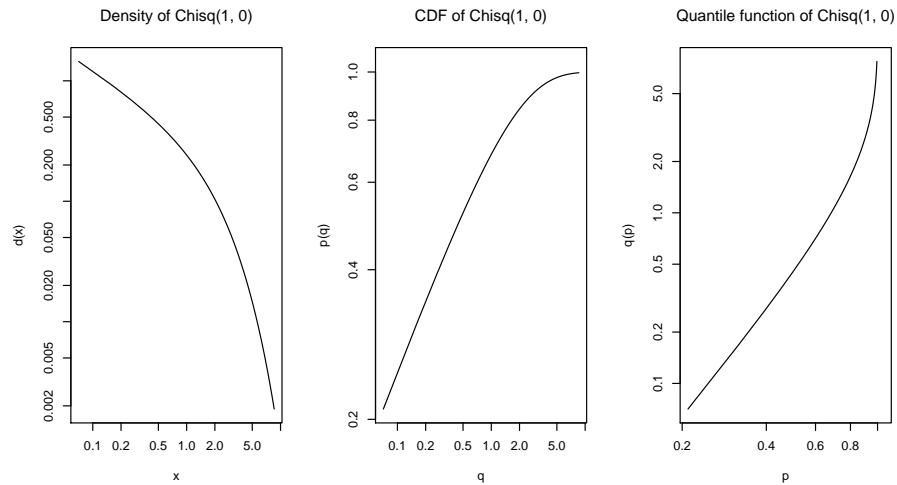 Density of Chisq(1, 0)
d(x)
0.500
0.200
0.050
0.020
0.005
0.002
0.1 0.2 0.5 1.0 2.0 5.0
x
CDF of Chisq(1, 0)
p(q)
1.0
0.8
0.6
0.4
0.2
0.1 0.2 0.5 1.0 2.0 5.0
q
Quantile function of Chisq(1, 0)
q(p)
5.0
2.0
1.0
0.5
0.2
0.1
0.2 0.4 0.6 0.8
p